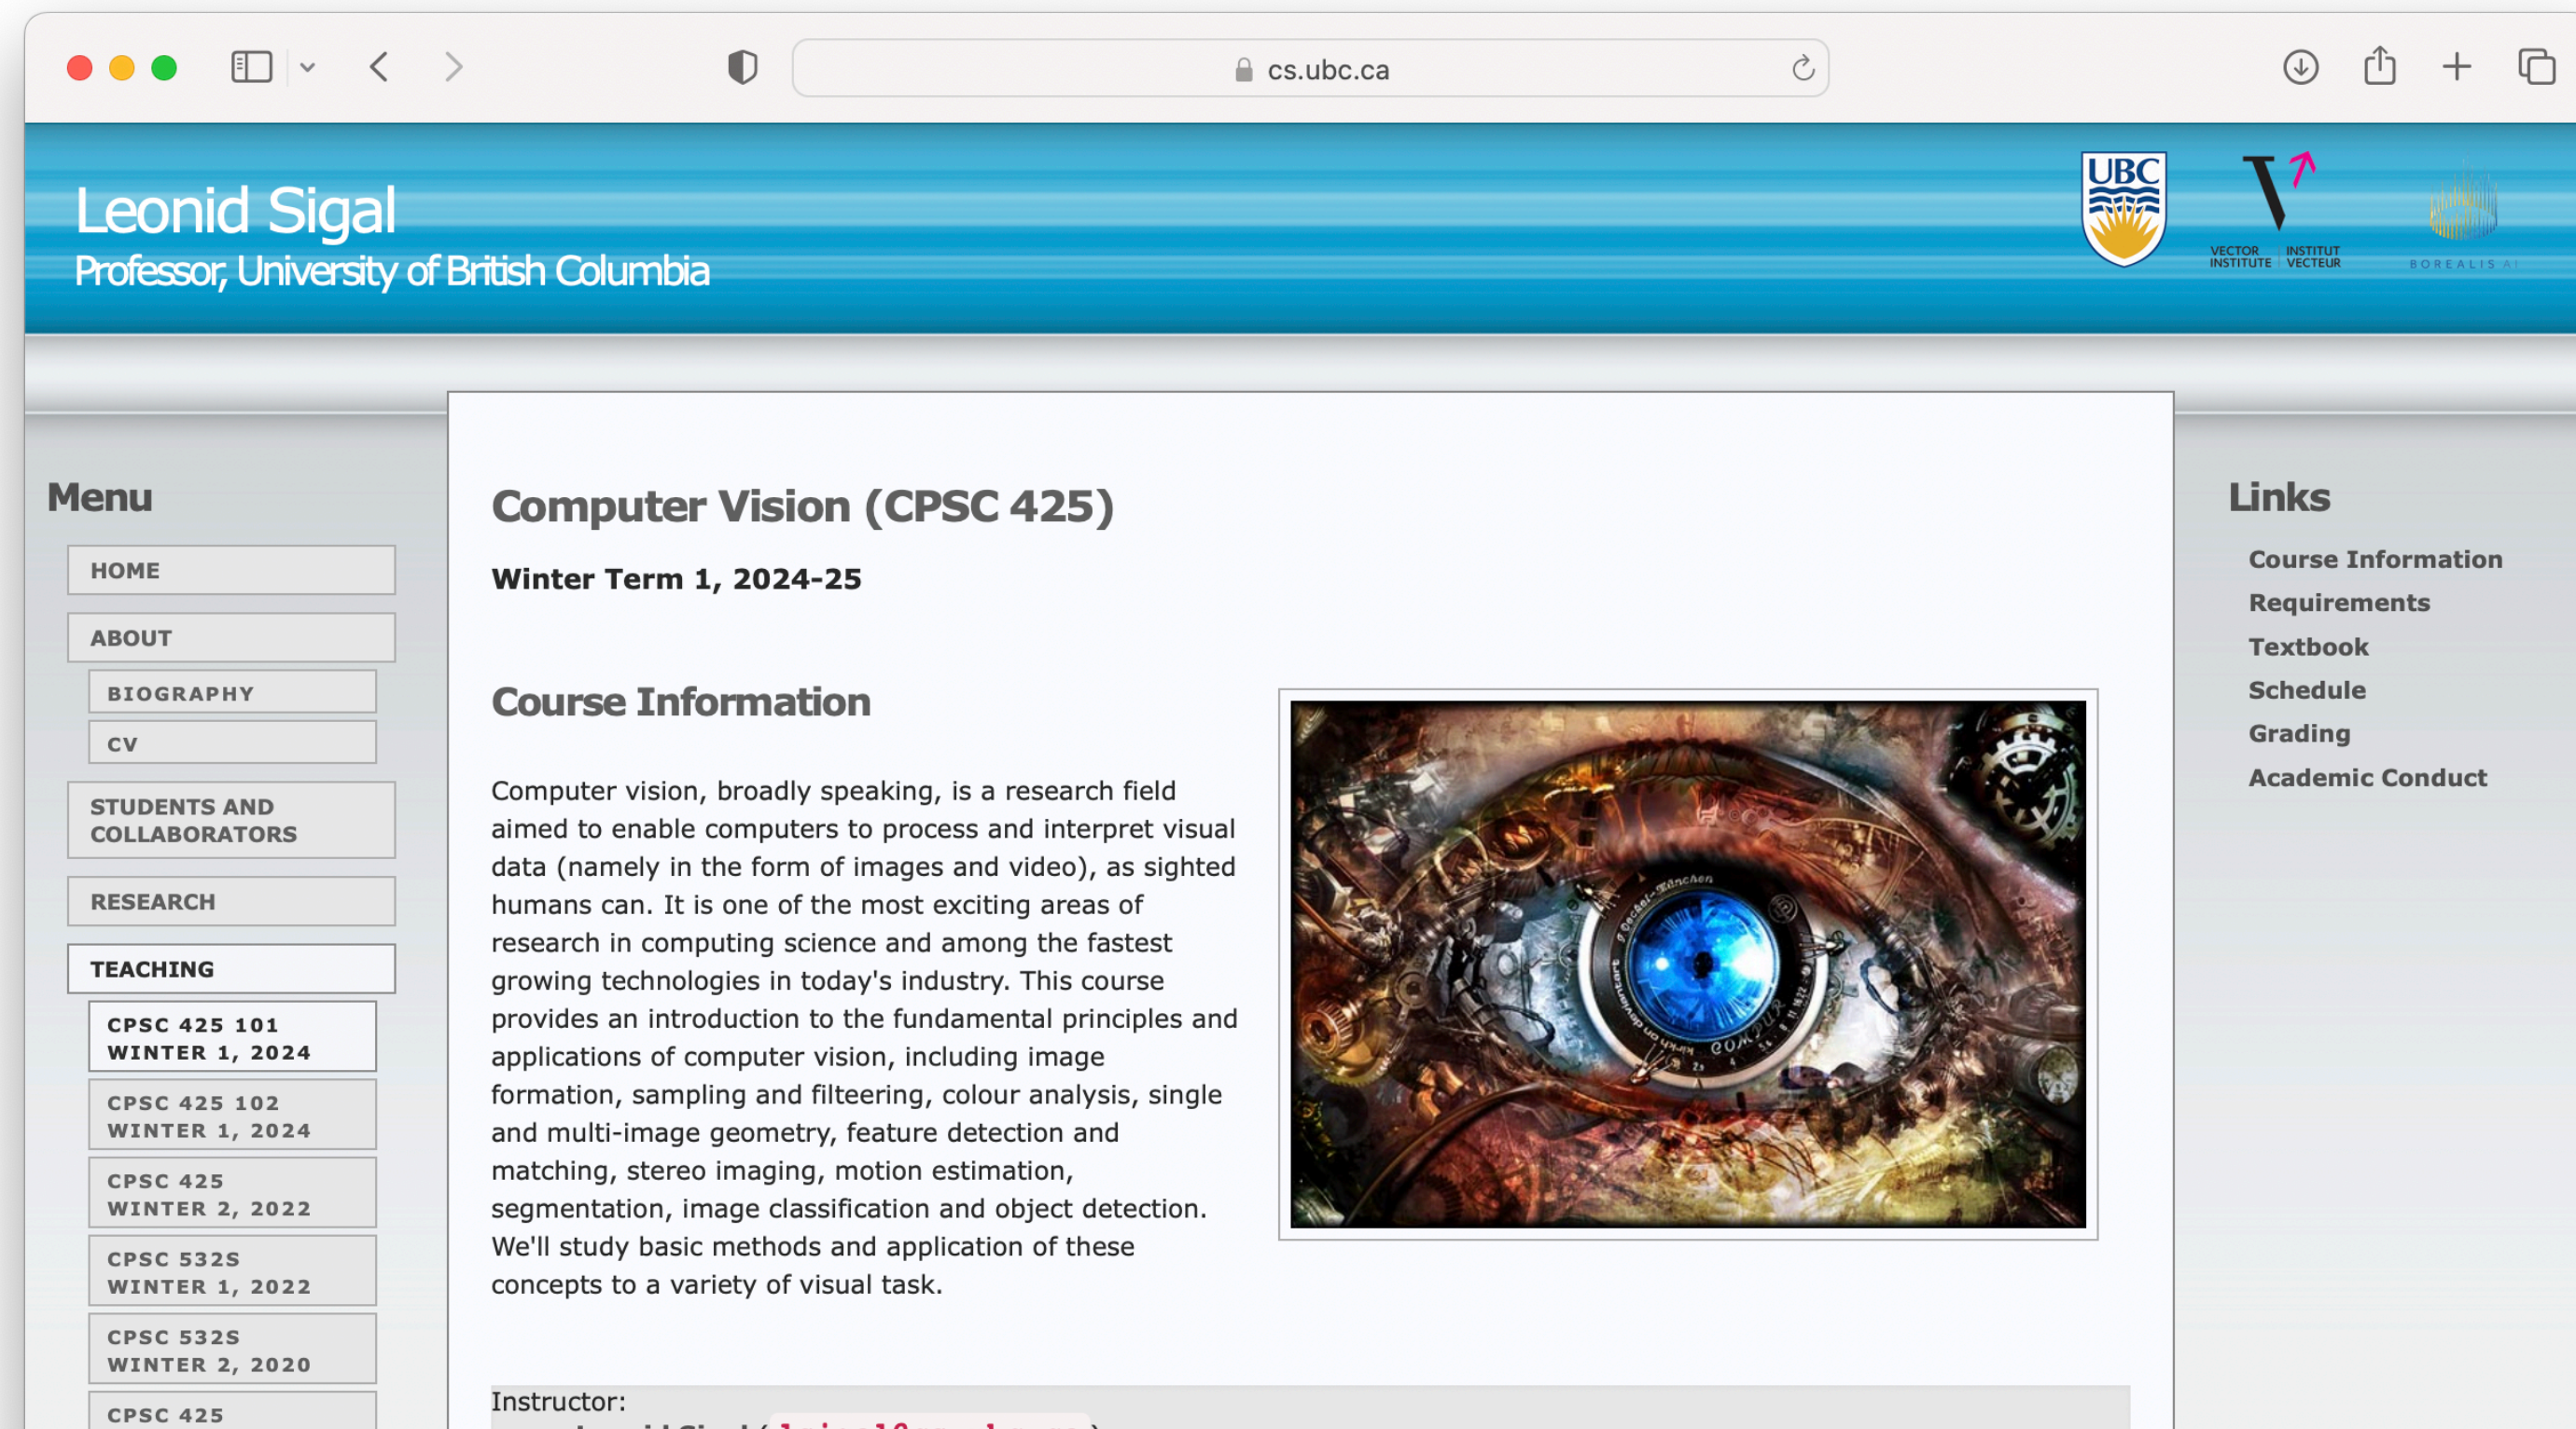 cs.ubc.ca
Leonid Sigal
Professor, University of British Columbia
UBC
VECTOR INSTITUTE
INSTITUT VECTEUR
BOREALIS AI
Menu
HOME
ABOUT
BIOGRAPHY
CV
STUDENTS AND
COLLABORATORS
RESEARCH
TEACHING
CPSC 425 101
WINTER 1, 2024
CPSC 425 102
WINTER 1, 2024
CPSC 425
WINTER 2, 2022
CPSC 532S
WINTER 1, 2022
CPSC 532S
WINTER 2, 2020
CPSC 425
Computer Vision (CPSC 425)
Winter Term 1, 2024-25
Course Information
Computer vision, broadly speaking, is a research field
aimed to enable computers to process and interpret visual
data (namely in the form of images and video), as sighted
humans can. It is one of the most exciting areas of
research in computing science and among the fastest
growing technologies in today's industry. This course
provides an introduction to the fundamental principles and
applications of computer vision, including image
formation, sampling and filteering, colour analysis, single
and multi-image geometry, feature detection and
matching, stereo imaging, motion estimation,
segmentation, image classification and object detection.
We'll study basic methods and application of these
concepts to a variety of visual task.
COMPUR
Instructor:
Links
Course Information
Requirements
Textbook
Schedule
Grading
Academic Conduct